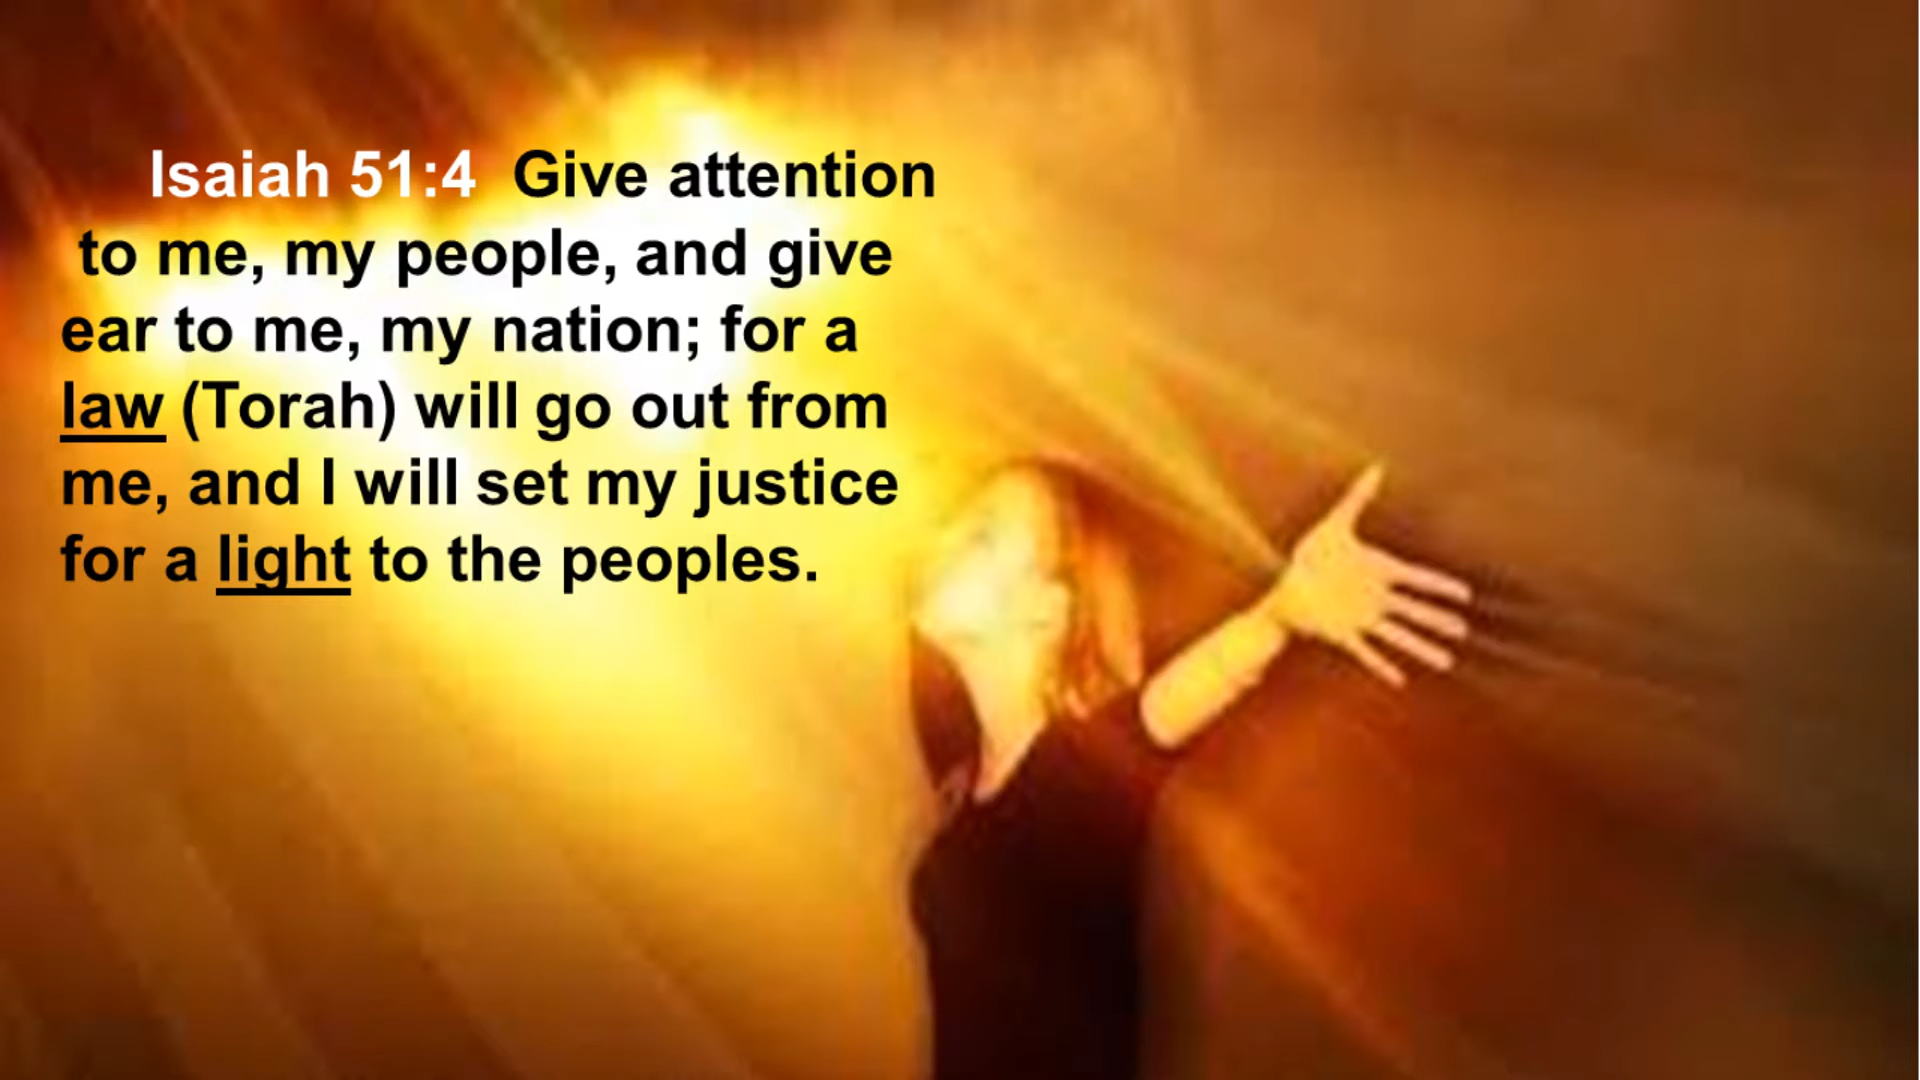 Isaiah 51:4 Give attention
to me, my people, and give
ear to me, my nation; for a
law (Torah) will go out from
me, and I will set my justice
for a light to the peoples.